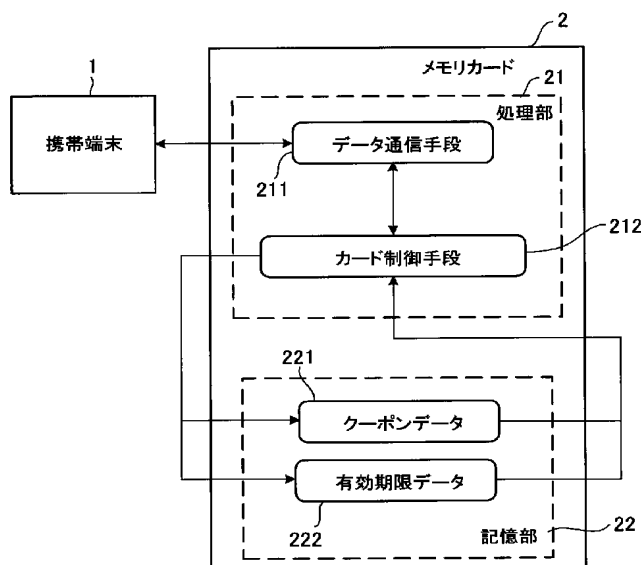 2
メモリカード
1
21
処理部
携帯端末
データ通信手段
211
212
カード制御手段
221
クーポンデータ
有効期限データ
222
22
記憶部